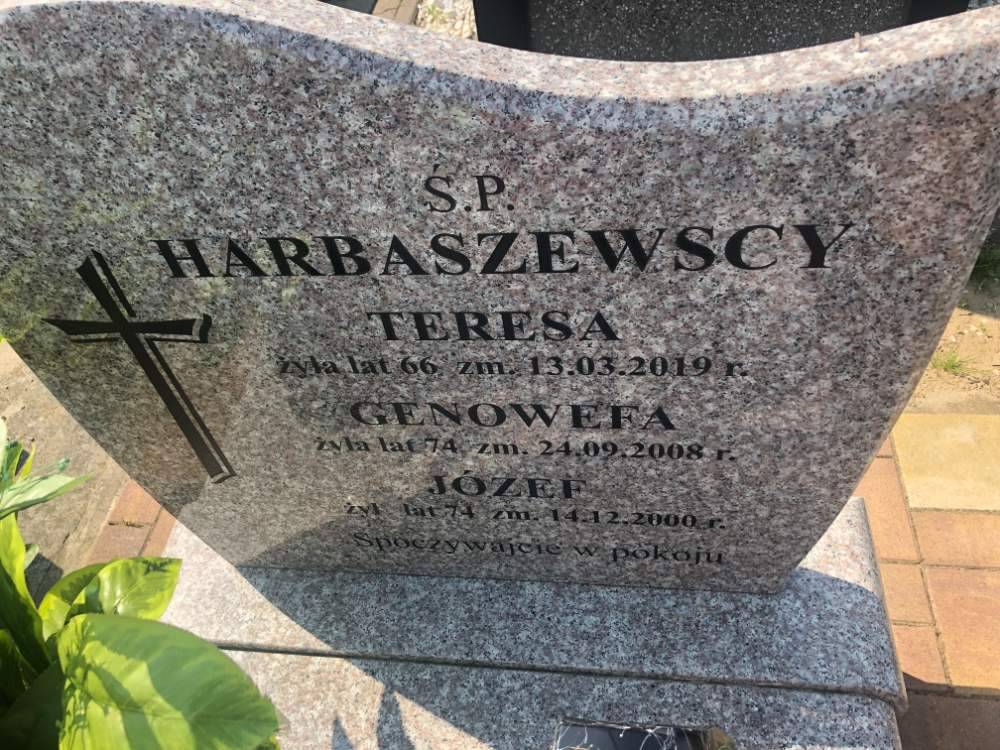 Ś.P.
HARBASZEWSCY
TERESA
żyła lat 66 zm. 13.03.2019 r.
GENOWEFA
żyła lat 74 zm. 24.09.2008 r.
JÓZEF
żył lat 74 zm. 14.12.2000 r.
Spoczywajcie w pokoju